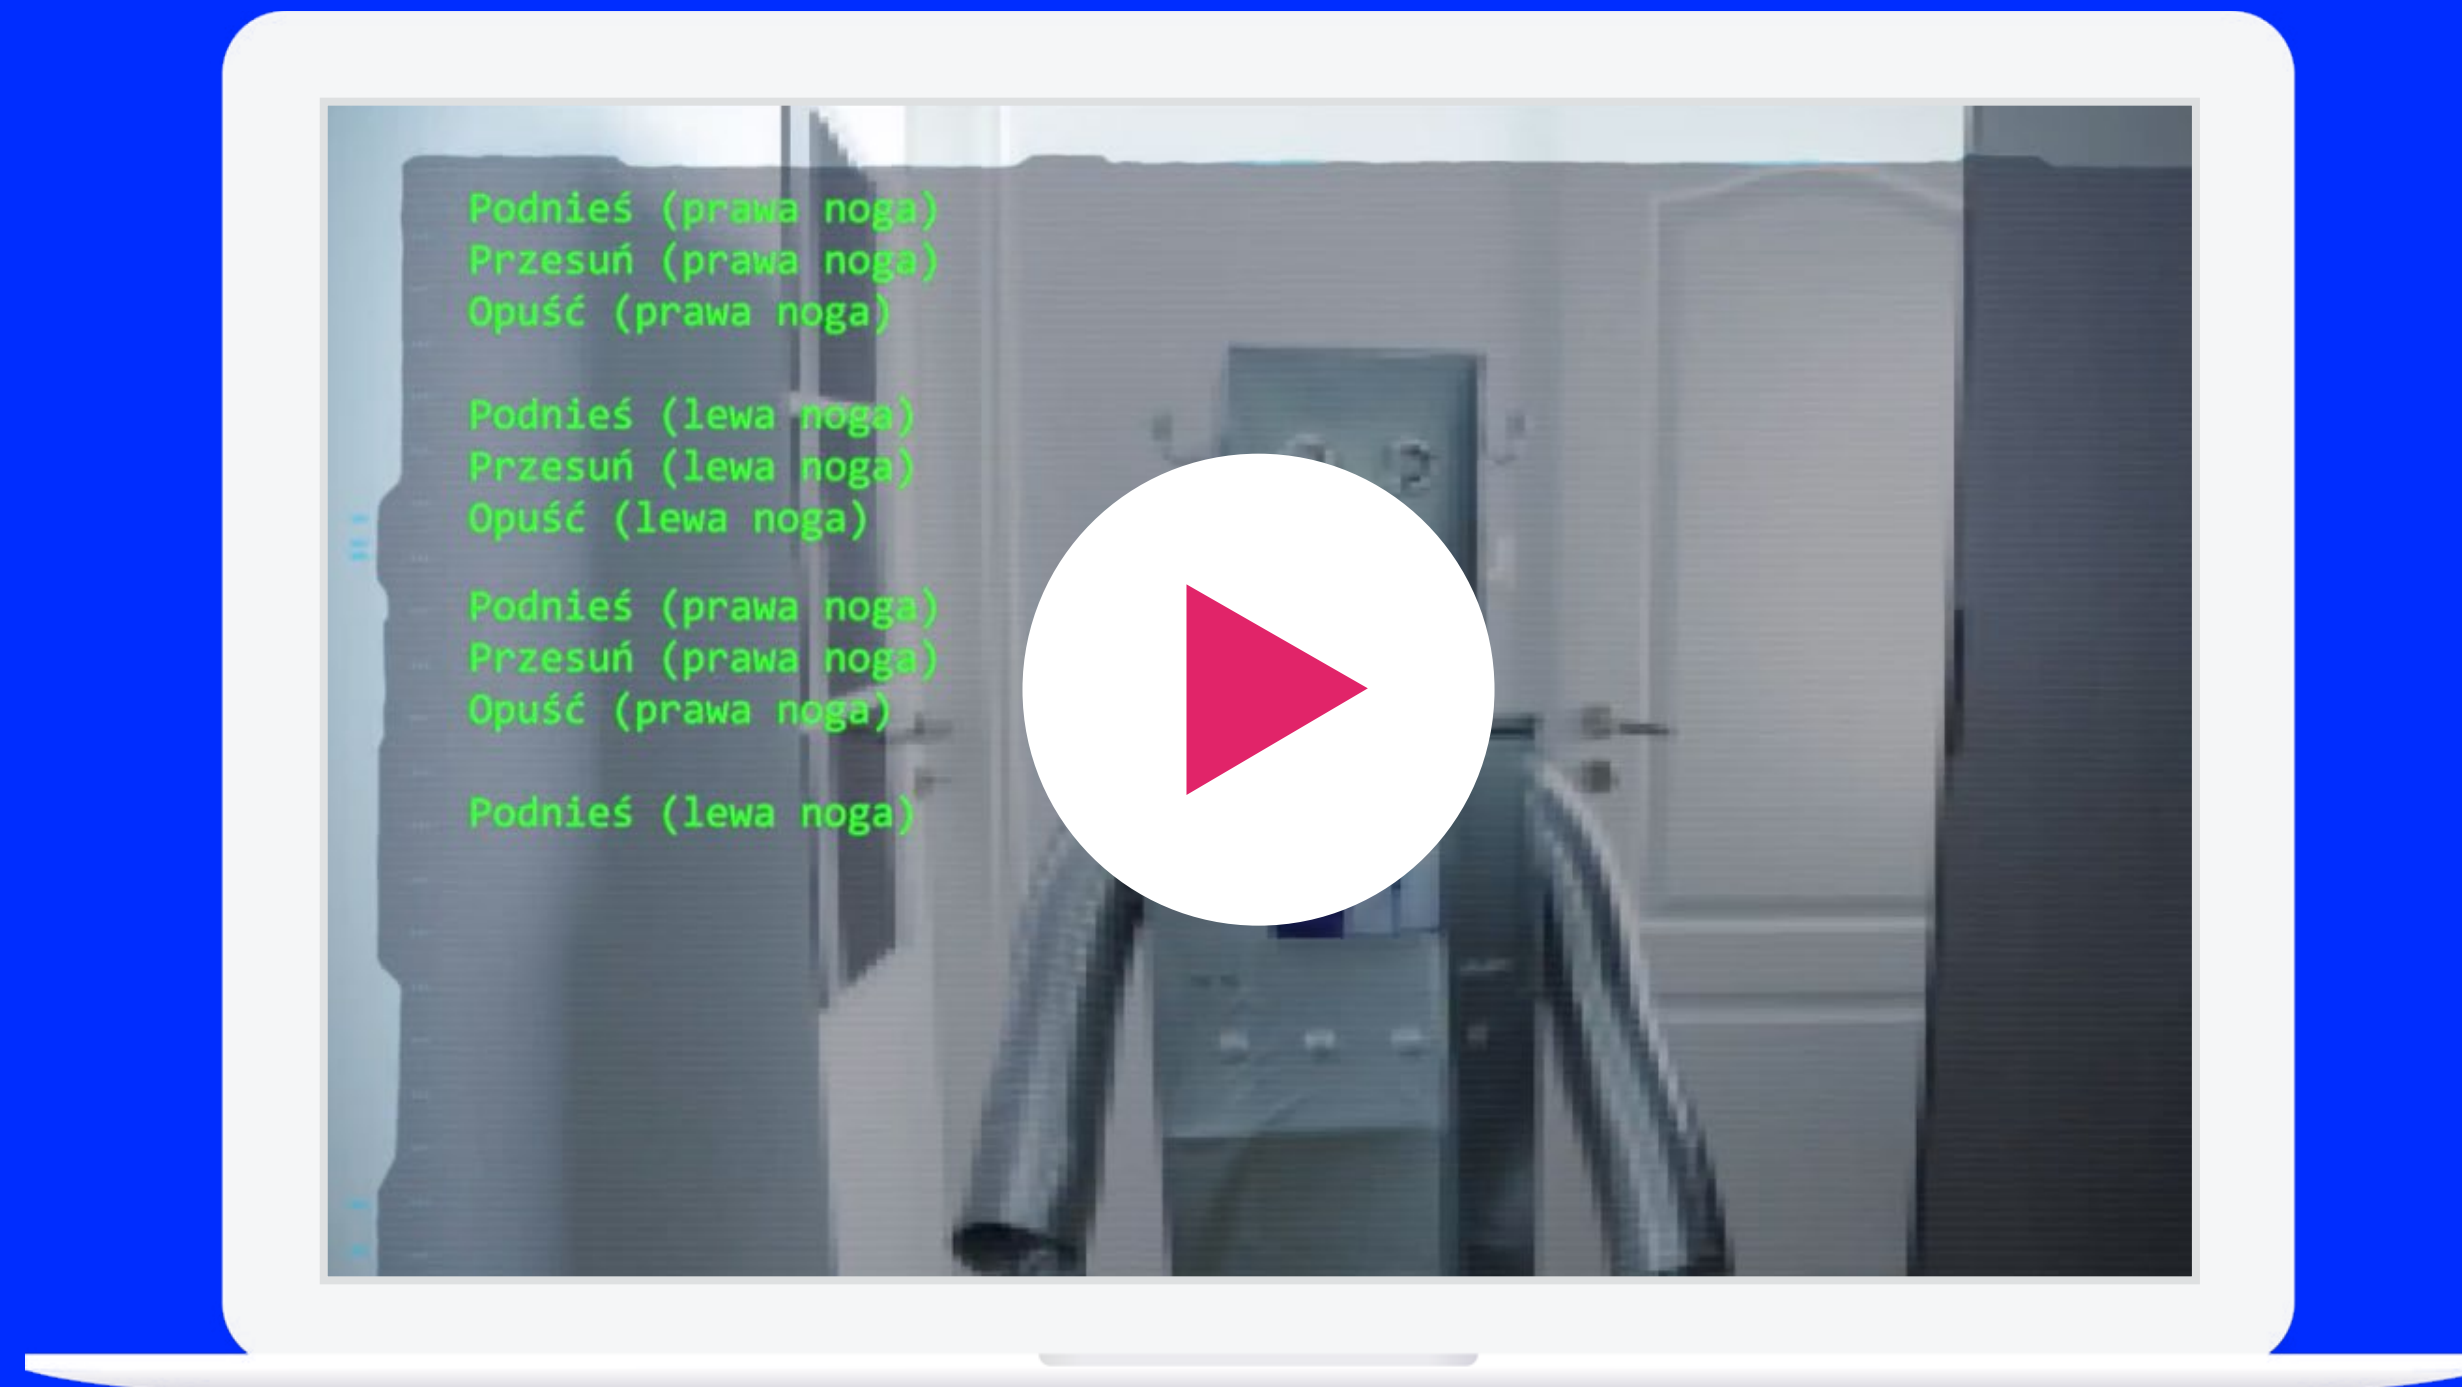 Podnieś (prawa noga)
Przesuń (prawa noga)
Opuść (prawa noga)
Podnieś (lewa noga)
Przesuń (lewa noga)
Opuść (lewa noga)
Podnieś (prawa noga)
Przesuń (prawa noga)
Opuść (prawa noga)
Podnieś (lewa noga)